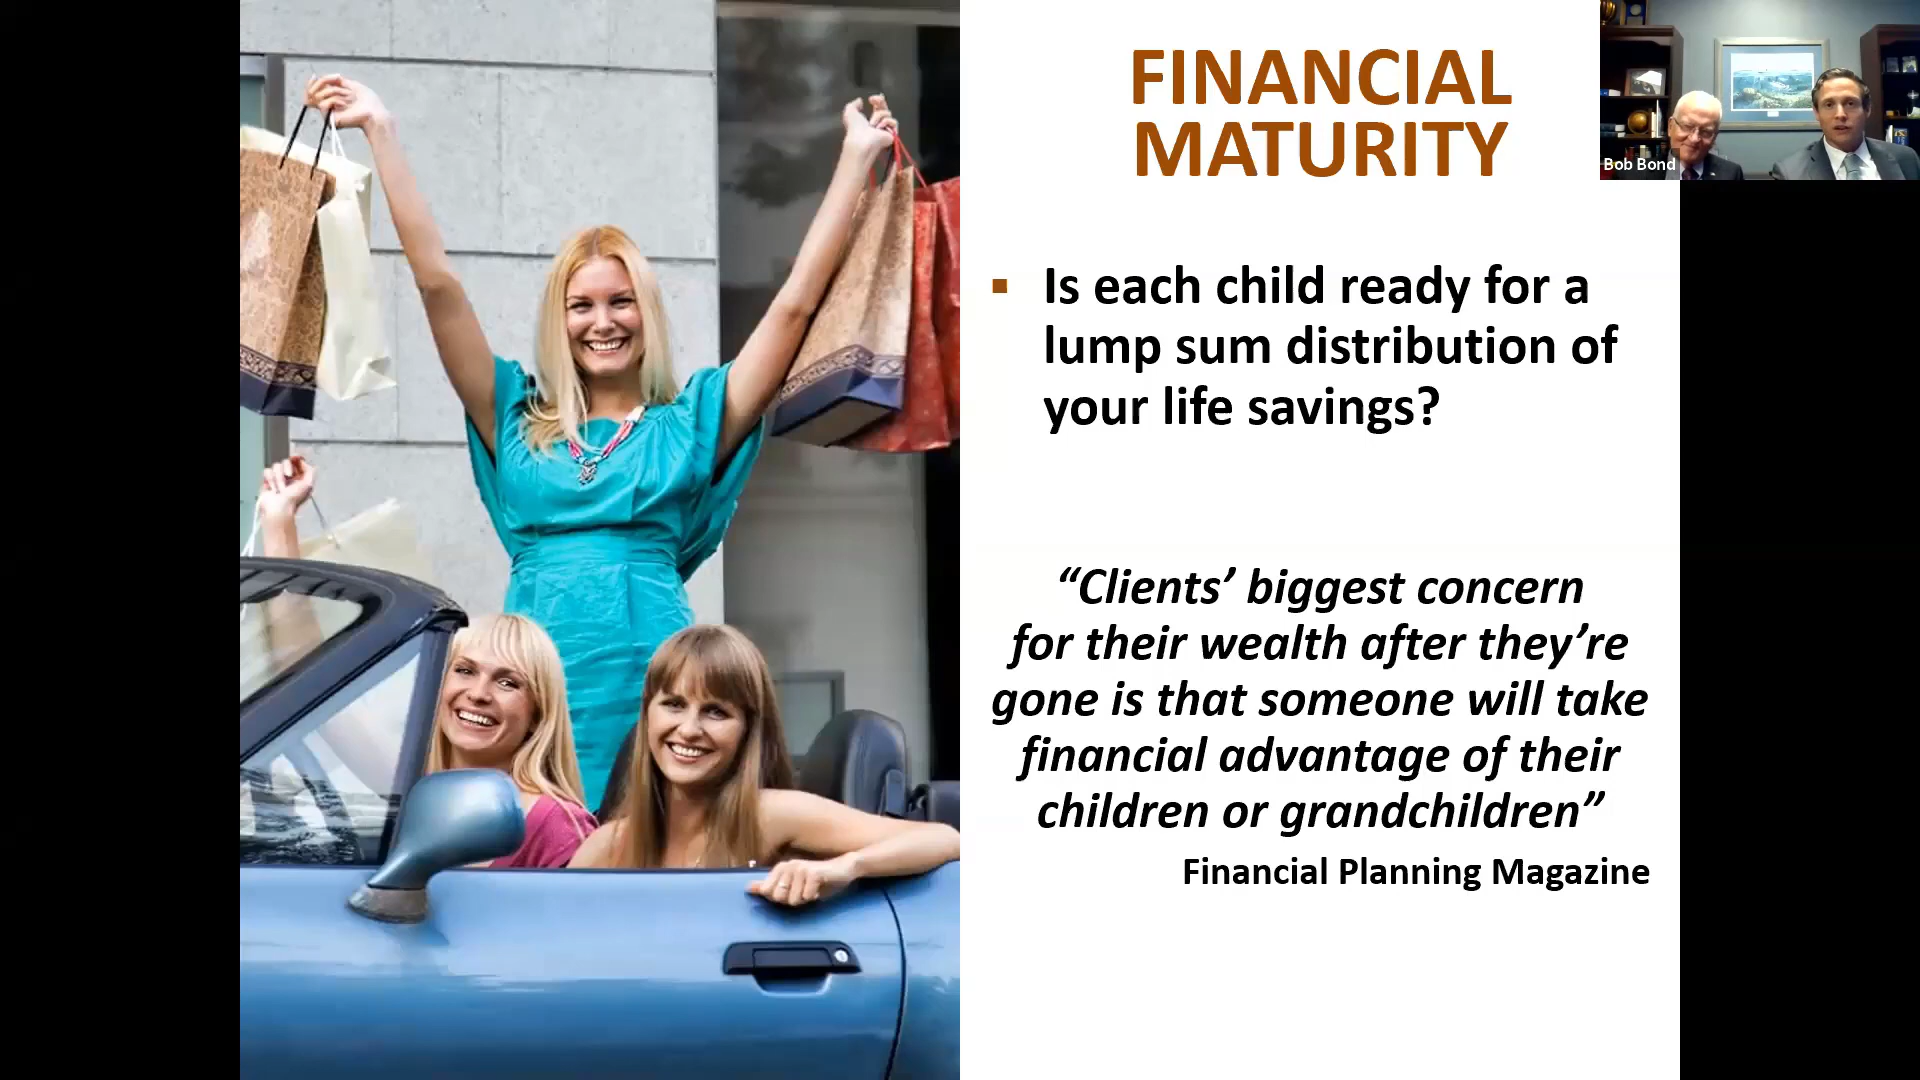 FINANCIAL
MATURITY
Bob Bond
▪ Is each child ready for a
lump sum distribution of
your life savings?
“Clients’ biggest concern
for their wealth after they’re
gone is that someone will take
financial advantage of their
children or grandchildren”
Financial Planning Magazine